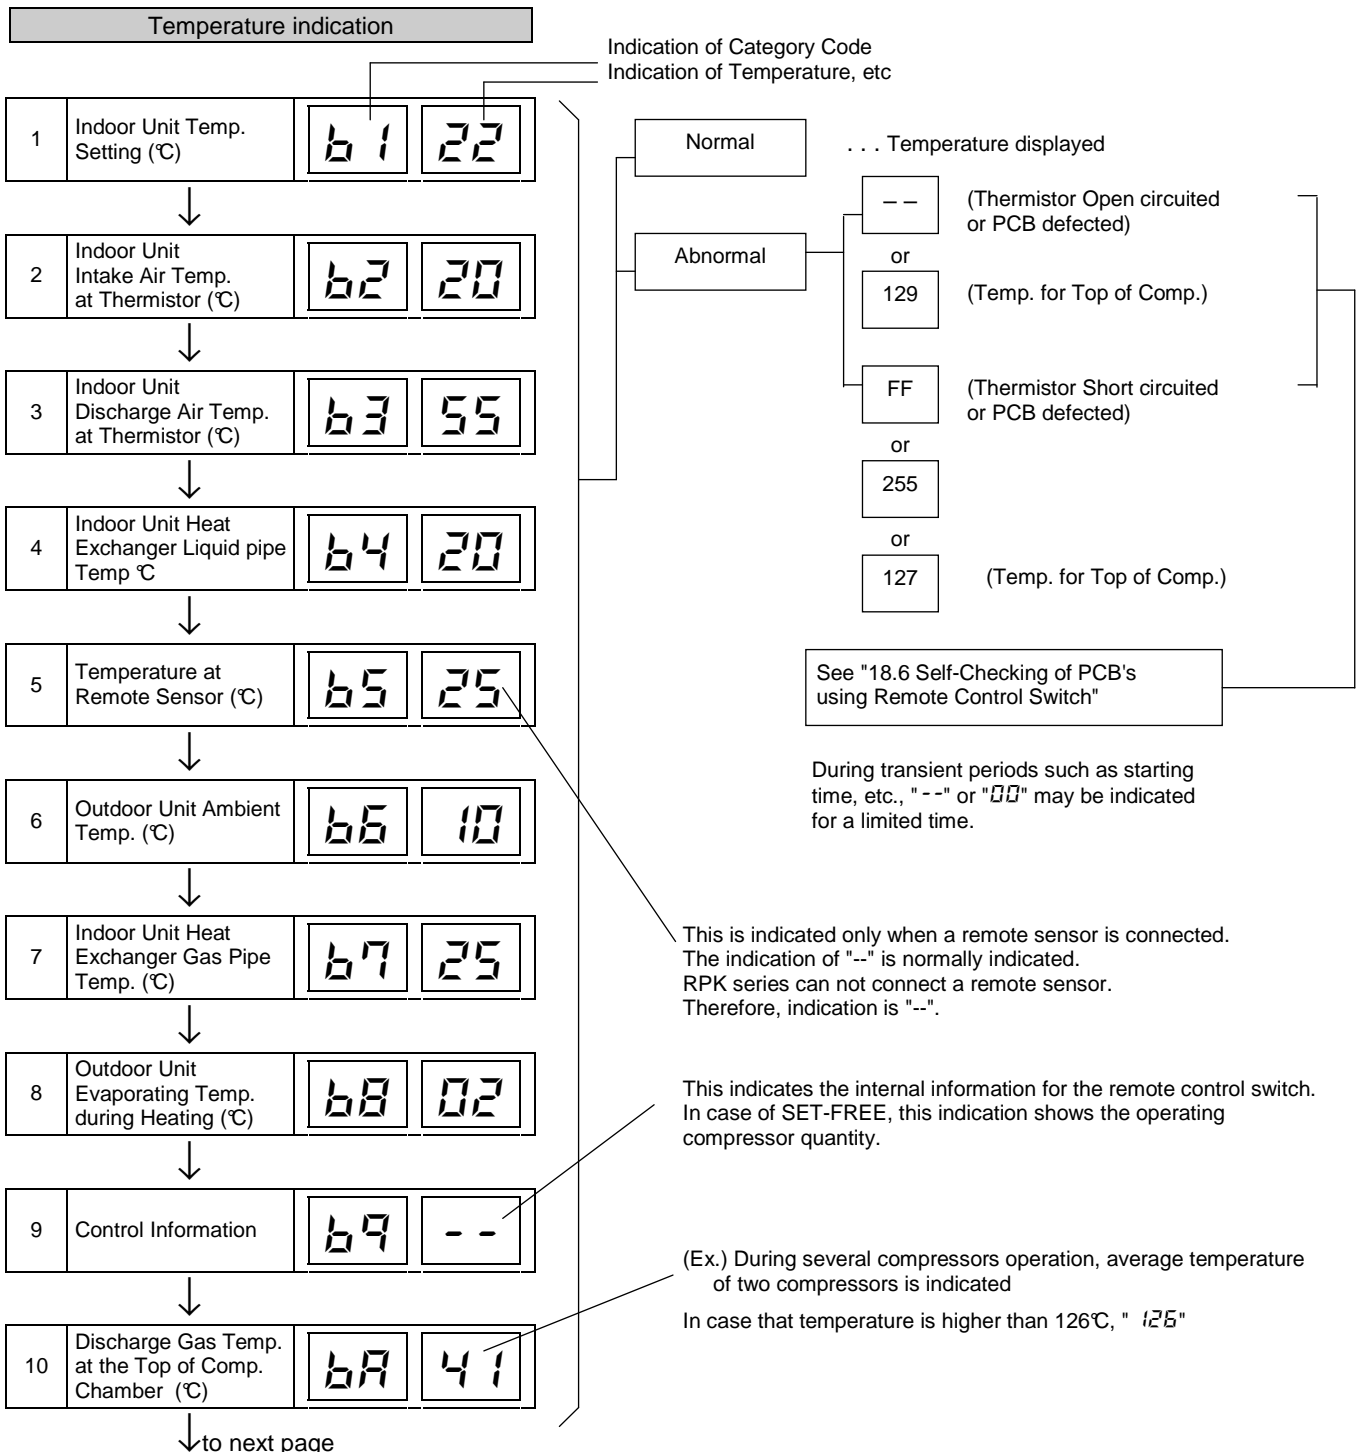 Temperature indication
Indication of Category Code
Indication of Temperature, etc
1
Indoor Unit Temp.
Setting (℃)
b1
22
2
Indoor Unit
Intake Air Temp.
at Thermistor (℃)
b2
20
3
Indoor Unit
Discharge Air Temp.
at Thermistor (℃)
b3
55
4
Indoor Unit Heat
Exchanger Liquid pipe
Temp ℃
b4
20
5
Temperature at
Remote Sensor (℃)
b5
25
6
Outdoor Unit Ambient
Temp. (℃)
b6
10
7
Indoor Unit Heat
Exchanger Gas Pipe
Temp. (℃)
b7
25
8
Outdoor Unit
Evaporating Temp.
during Heating (℃)
b8
02
9
Control Information
b9
--
10
Discharge Gas Temp.
at the Top of Comp.
Chamber (℃)
bA
41
to next page
Normal
. . . Temperature displayed
Abnormal
– –
(Thermistor Open circuited
or PCB defected)
or
129
(Temp. for Top of Comp.)
FF
(Thermistor Short circuited
or PCB defected)
or
255
or
127
(Temp. for Top of Comp.)
See "18.6 Self-Checking of PCB's
using Remote Control Switch"
During transient periods such as starting
time, etc., "--" or "00" may be indicated
for a limited time.
This is indicated only when a remote sensor is connected.
The indication of "--" is normally indicated.
RPK series can not connect a remote sensor.
Therefore, indication is "--".
This indicates the internal information for the remote control switch.
In case of SET-FREE, this indication shows the operating
compressor quantity.
(Ex.) During several compressors operation, average temperature
of two compressors is indicated
In case that temperature is higher than 126℃, " 126"